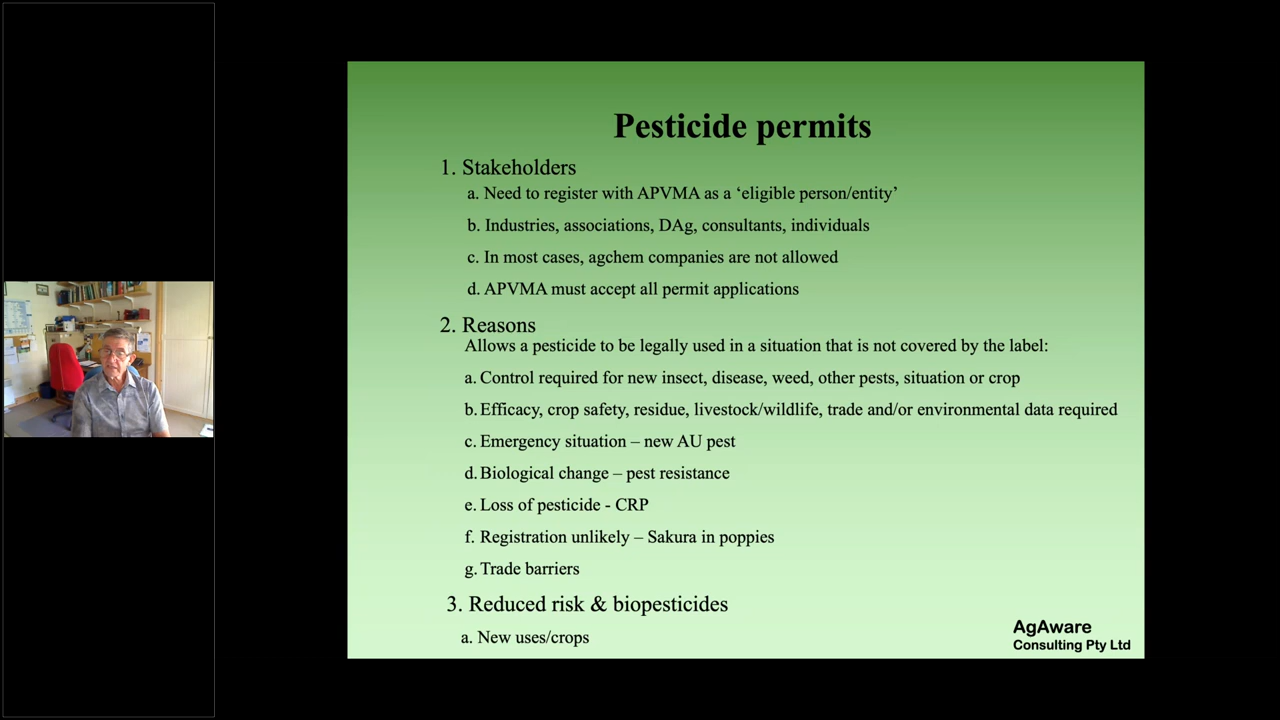 Pesticide permits
1. Stakeholders
a. Need to register with APVMA as a ‘eligible person/entity’
b. Industries, associations, DAg, consultants, individuals
c. In most cases, agchem companies are not allowed
d. APVMA must accept all permit applications
2. Reasons
Allows a pesticide to be legally used in a situation that is not covered by the label:
a. Control required for new insect, disease, weed, other pests, situation or crop
b. Efficacy, crop safety, residue, livestock/wildlife, trade and/or environmental data required
c. Emergency situation – new AU pest
d. Biological change – pest resistance
e. Loss of pesticide - CRP
f. Registration unlikely – Sakura in poppies
g. Trade barriers
3. Reduced risk & biopesticides
a. New uses/crops
AgAware
Consulting Pty Ltd